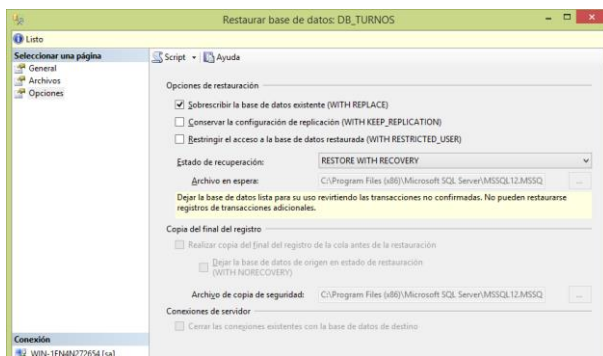 Restaurar base de datos: DB_TURNOS
Listo
Seleccionar una página
General
Archivos
Opciones
Script
Ayuda
Opciones de restauración
Sobrescribir la base de datos existente (WITH REPLACE)
Conservar la configuración de replicación (WITH KEEP_REPLICATION)
Restringir el acceso a la base de datos restaurada (WITH RESTRICTED_USER)
Estado de recuperación: RESTORE WITH RECOVERY
Archivo en espera: C:\Program Files (x86)\Microsoft SQL Server\MSSQL12.MSSQ ...
Dejar la base de datos lista para su uso revirtiendo las transacciones no confirmadas. No pueden restaurarse
registros de transacciones adicionales.
Copia del final del registro
Realizar copia del final del registro de la cola antes de la restauración
Dejar la base de datos de origen en estado de restauración
(WITH NORECOVERY)
Archivo de copia de seguridad: C:\Program Files (x86)\Microsoft SQL Server\MSSQL12.MSSQ ...
Conexiones de servidor
Cerrar las conexiones existentes con la base de datos de destino
Conexión
WIN-1EN4N272654 [sa]